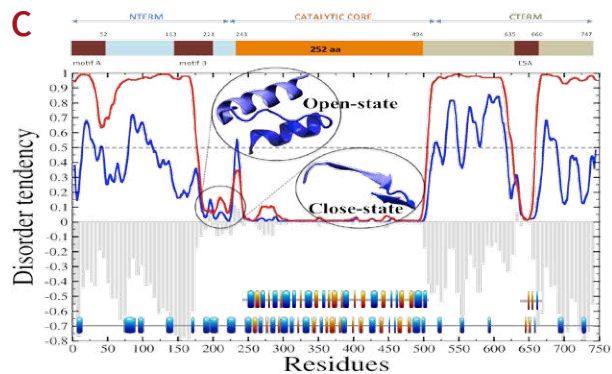 C
NTERM CATALYTIC CORE CTERM
52 153 223 243 494 635 660 747
252 aa
motif A motif B ESA
Disorder tendency
1
0.9
0.8
0.7
0.6
0.5
0.4
0.3
0.2
0.1
0
-0.1
-0.2
-0.3
-0.4
-0.5
-0.6
-0.7
-0.8
Open-state
Close-state
0 50 100 150 200 250 300 350 400 450 500 550 600 650 700 750
Residues